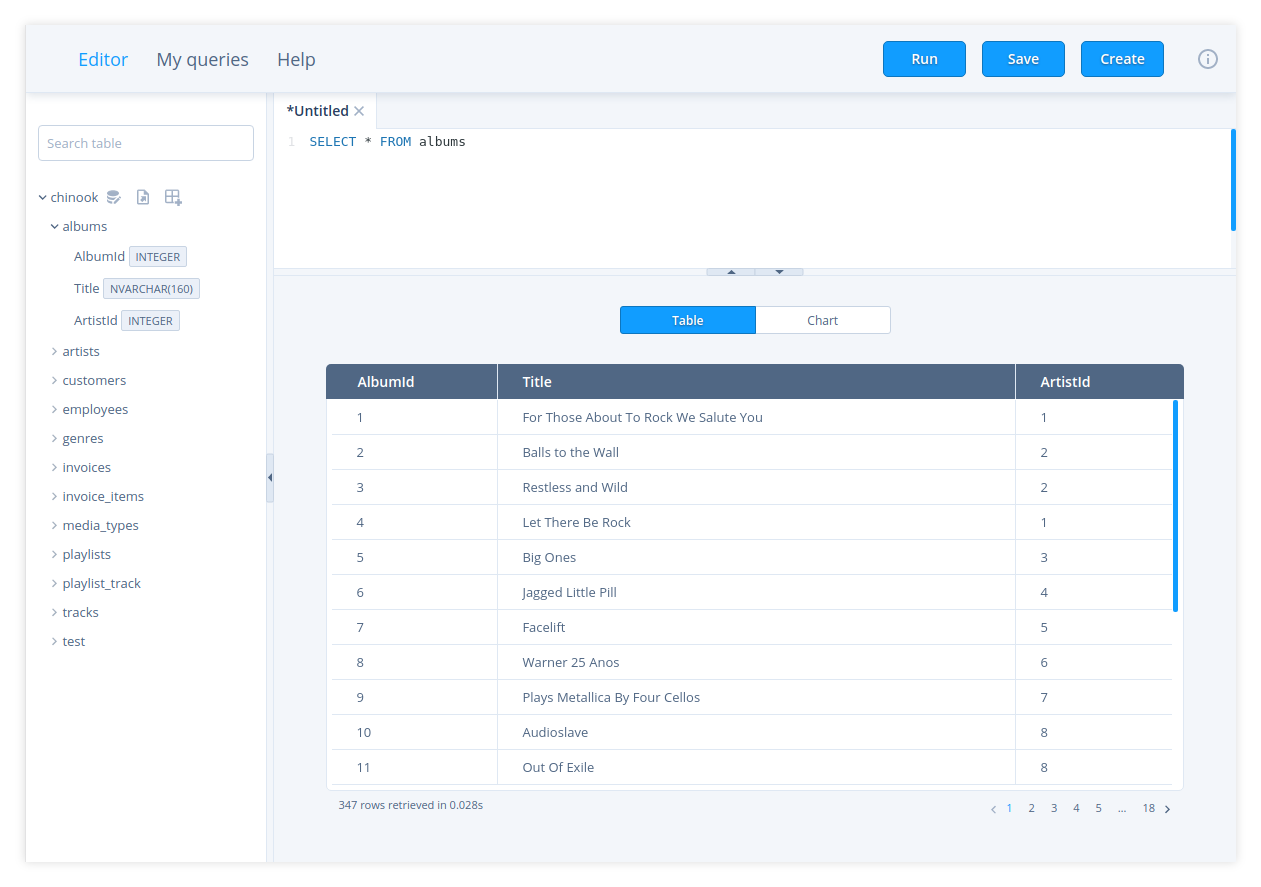 Editor My queries Help Run Save Create
Search table
chinook
albums
AlbumId INTEGER
Title NVARCHAR(160)
ArtistId INTEGER
artists
customers
employees
genres
invoices
invoice_items
media_types
playlists
playlist_track
tracks
test
*Untitled
1 SELECT * FROM albums
Table Chart
AlbumId Title ArtistId
1 For Those About To Rock We Salute You 1
2 Balls to the Wall 2
3 Restless and Wild 2
4 Let There Be Rock 1
5 Big Ones 3
6 Jagged Little Pill 4
7 Facelift 5
8 Warner 25 Anos 6
9 Plays Metallica By Four Cellos 7
10 Audioslave 8
11 Out Of Exile 8
347 rows retrieved in 0.028s
1 2 3 4 5 ... 18